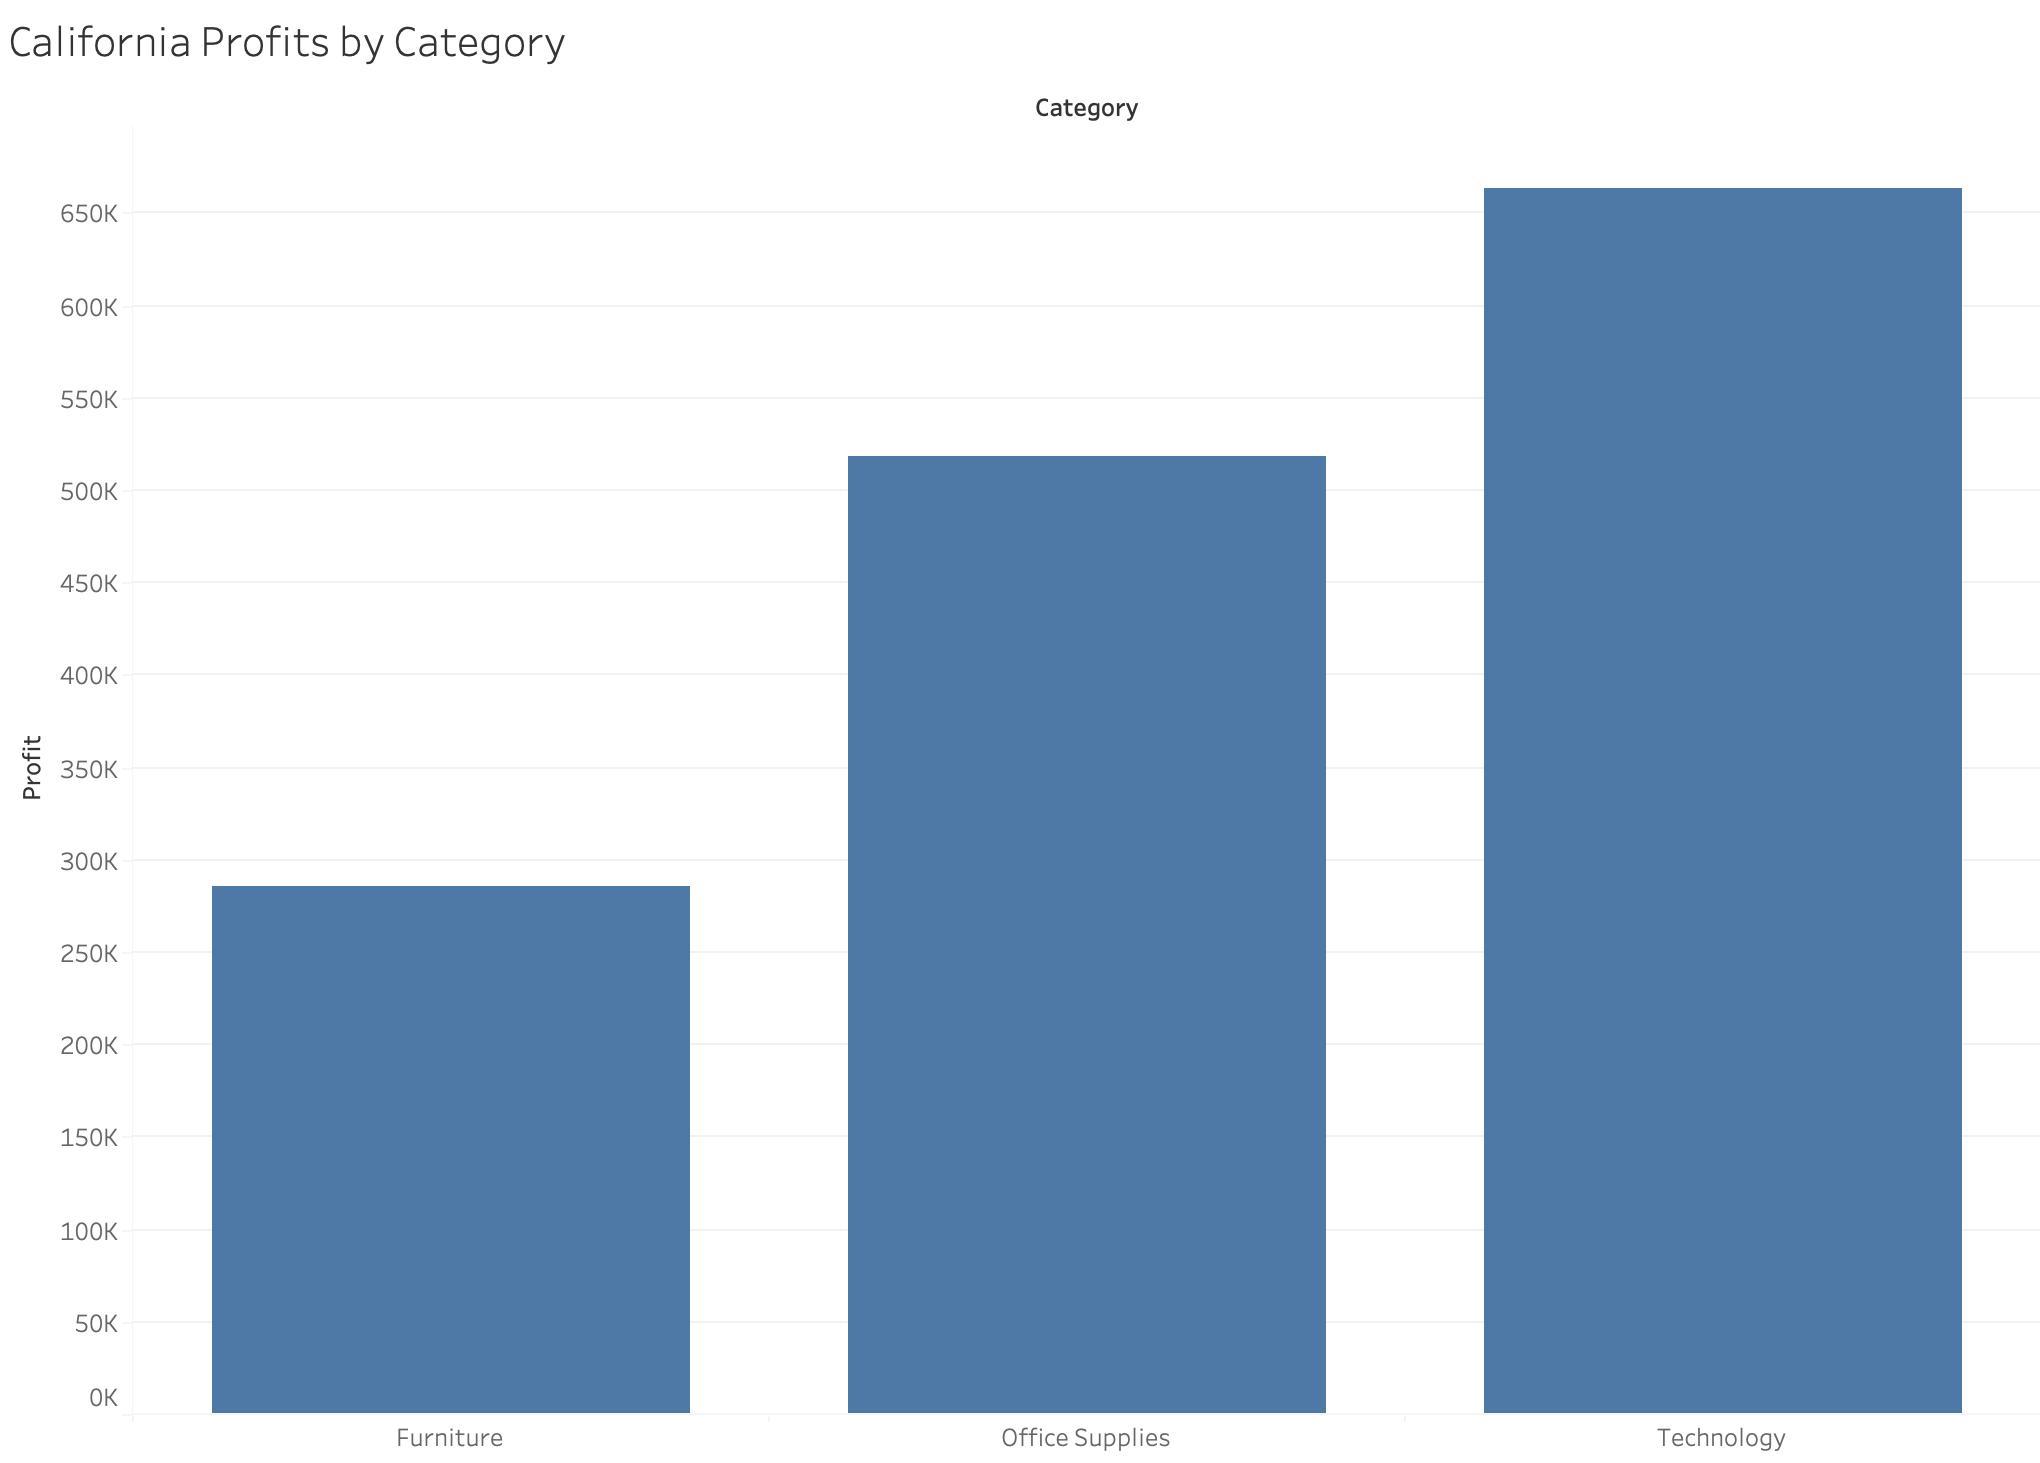 California Profits by Category
Category
650K
600K
550K
500K
450K
400K
350K
300K
250K
200K
150K
100K
50K
0K
Profit
Furniture
Office Supplies
Technology